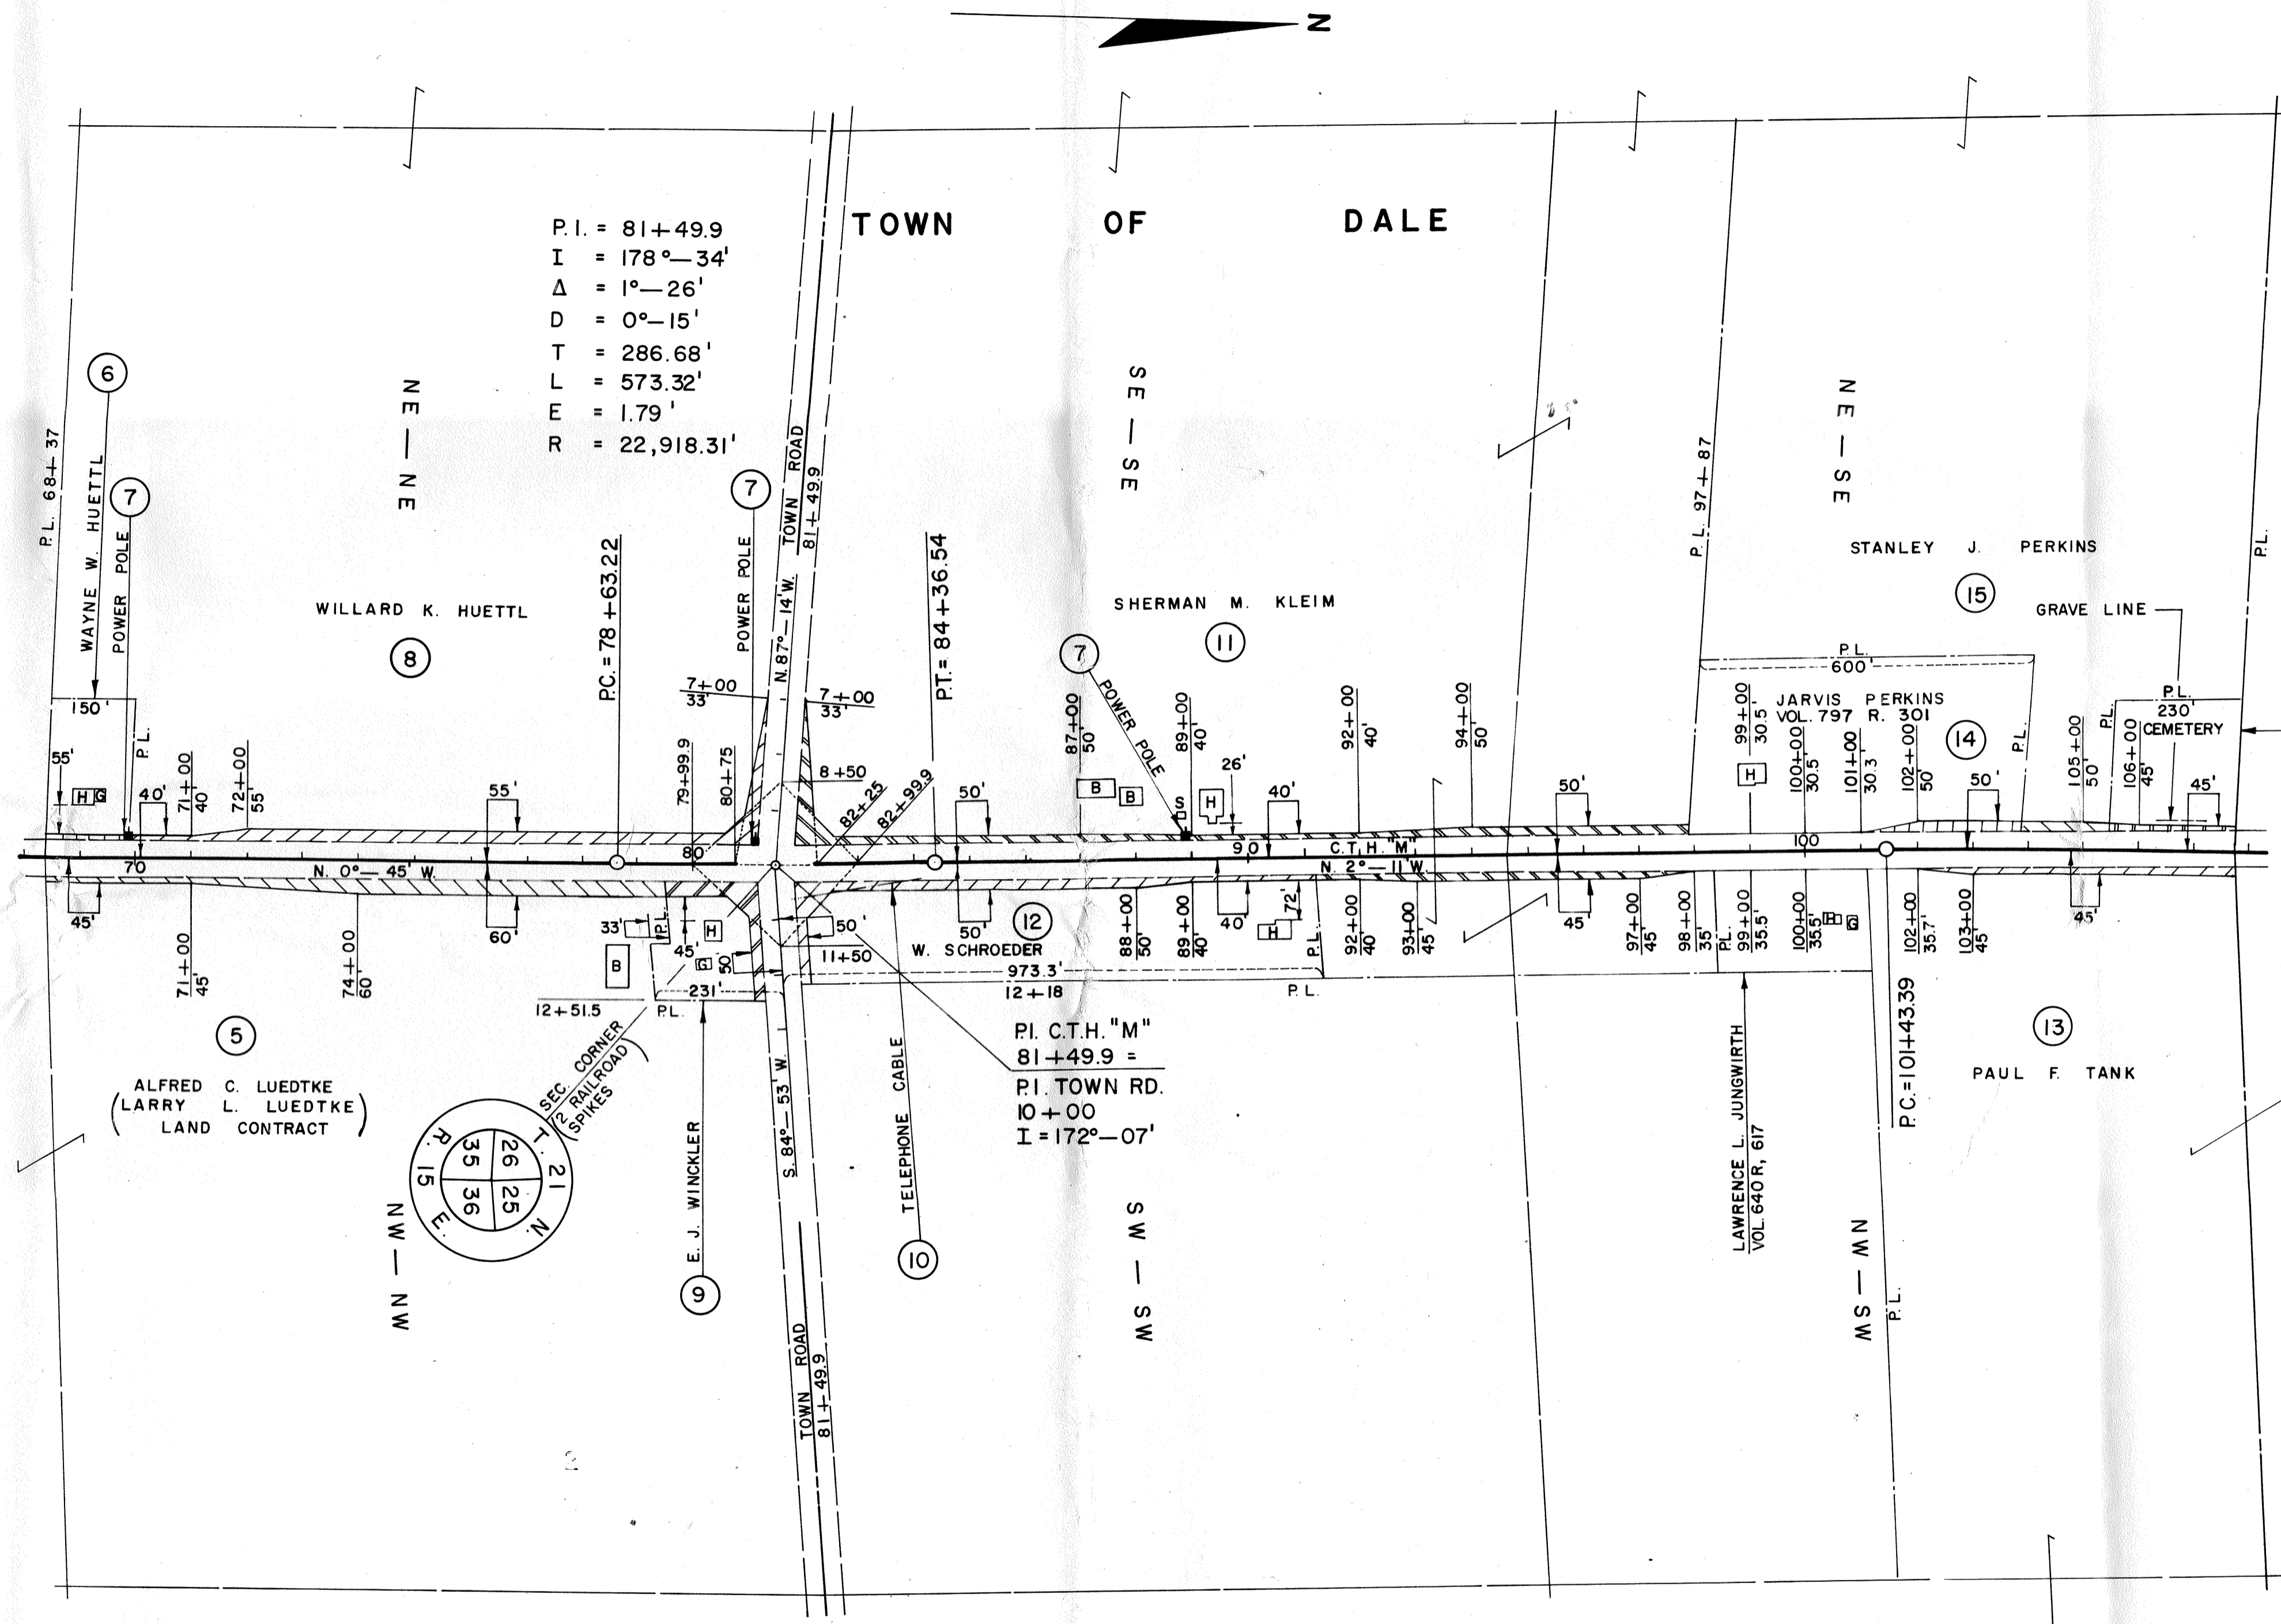 N
TOWN OF DALE
P.I. = 81+49.9
I = 178°—34'
Δ = 1°—26'
D = 0°—15'
T = 286.68'
L = 573.32'
E = 1.79'
R = 22,918.31'
6
WAYNE W. HUETTL
P.L. 68+37
7
POWER POLE
NE — NE
WILLARD K. HUETTL
8
P.C. = 78+63.22
7
POWER POLE
TOWN ROAD
81+49.9
N. 87°—14' W.
P.T. = 84+36.54
SE — SE
SHERMAN M. KLEIM
11
7
POWER POLE
P.L. 97+87
NE — SE
STANLEY J. PERKINS
15
GRAVE LINE
P.L.
P.L.
600'
JARVIS PERKINS
VOL. 797 R. 301
14
P.L.
P.L.
P.L.
230'
CEMETERY
150'
P.L.
55'
H
G
40'
71+00
40'
72+00
55'
55'
7+00
33'
7+00
33'
79+99.9
80+75
8+50
82+25
82+99.9
50'
87+00
50'
B
B
89+00
40'
S
H
26'
40'
92+00
40'
94+00
50'
50'
99+00
30.5'
H
100+00
30.5'
101+00
30.3'
102+00
50'
50'
105+00
50'
106+00
45'
45'
70
N. 0°—45' W.
80
90
C.T.H. "M"
N. 2°—11' W.
100
45'
71+00
45'
74+00
60'
60'
33'
P.L.
B
45'
H
G
50'
231'
12+51.5
P.L.
50'
11+50
50'
12
W. SCHROEDER
973.3'
12+18
P.L.
88+00
50'
89+00
40'
40'
H
72'
P.L.
92+00
40'
93+00
45'
45'
97+00
45'
98+00
35'
P.L.
99+00
35.5'
100+00
35.5'
H
G
102+00
35.7'
103+00
45'
45'
5
ALFRED C. LUEDTKE
(LARRY L. LUEDTKE)
LAND CONTRACT
SEC. CORNER
(2 RAILROAD
SPIKES)
T. 21 N.
R. 15 E.
26
25
35
36
NW — NW
E. J. WINCKLER
9
S. 84°—53' W.
TOWN ROAD
81+49.9
TELEPHONE CABLE
10
P.I. C.T.H. "M"
81+49.9 =
P.I. TOWN RD.
10+00
I = 172°—07'
SW — SW
LAWRENCE L. JUNGWIRTH
VOL. 640 R, 617
NW — SW
P.L.
P.C.=101+43.39
13
PAUL F. TANK